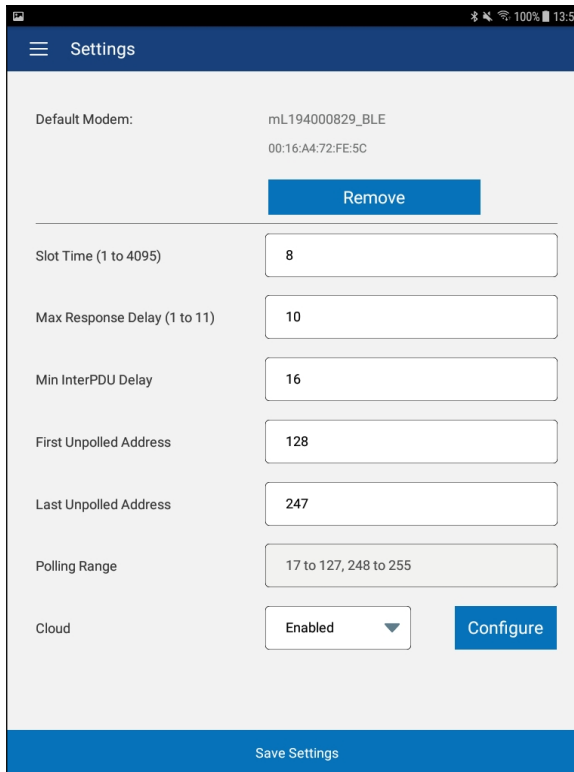 100% 13:5
Settings
Default Modem: mL194000829_BLE
00:16:A4:72:FE:5C
Remove
Slot Time (1 to 4095) 8
Max Response Delay (1 to 11) 10
Min InterPDU Delay 16
First Unpolled Address 128
Last Unpolled Address 247
Polling Range 17 to 127, 248 to 255
Cloud Enabled Configure
Save Settings